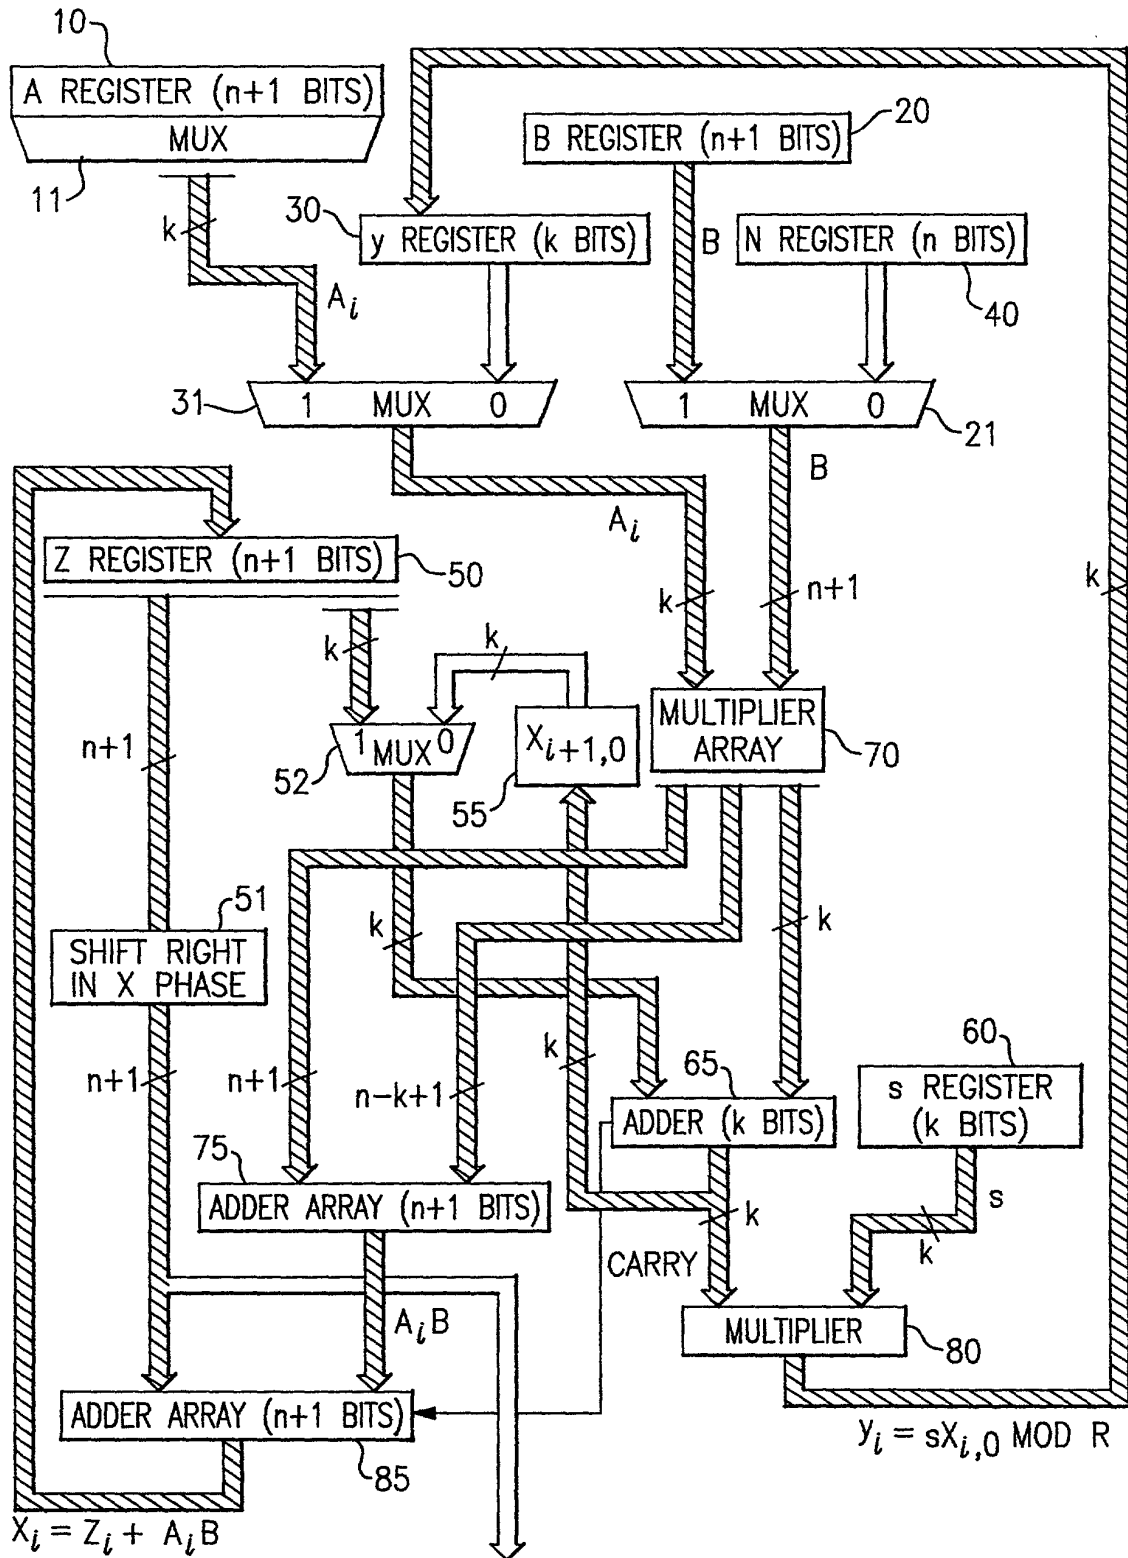 10
A REGISTER (n+1 BITS)
MUX
11
k
A_i
20
B REGISTER (n+1 BITS)
30
y REGISTER (k BITS)
B
N REGISTER (n BITS)
40
31
1 MUX 0
1 MUX 0
21
B
A_i
Z REGISTER (n+1 BITS)
50
k
n+1
k
k
k
n+1
1 MUX 0
52
X_{i+1,0}
55
MULTIPLIER
ARRAY
70
51
SHIFT RIGHT
IN X PHASE
k
k
n+1
n+1
n-k+1
k
65
ADDER (k BITS)
60
s REGISTER
(k BITS)
75
ADDER ARRAY (n+1 BITS)
k
s
k
CARRY
A_iB
MULTIPLIER
80
ADDER ARRAY (n+1 BITS)
85
y_i = sX_{i,0} MOD R
X_i = Z_i + A_iB